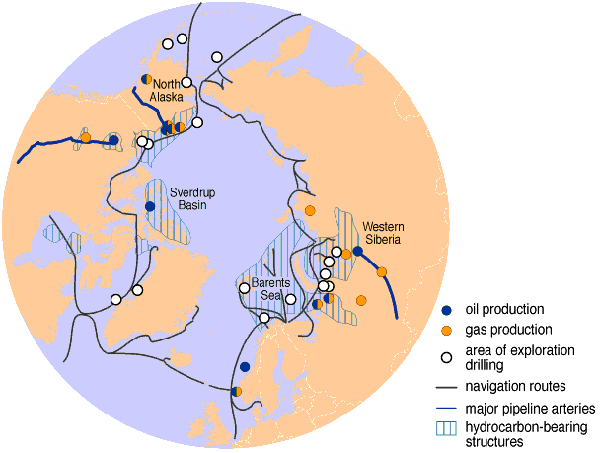 North
Alaska
Sverdrup
Basin
Western
Siberia
Barents
Sea
oil production
gas production
area of exploration
drilling
navigation routes
major pipeline arteries
hydrocarbon-bearing
structures